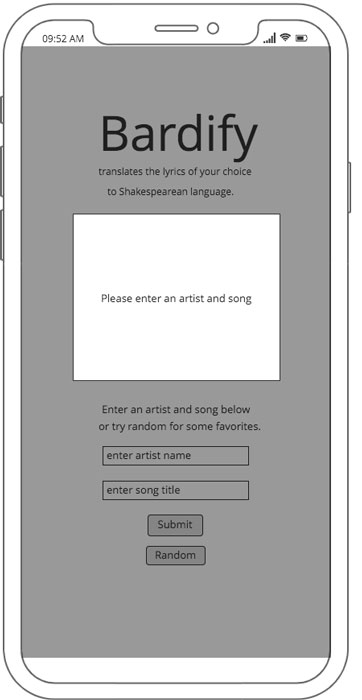 09:52 AM
Bardify
translates the lyrics of your choice
to Shakespearean language.
Please enter an artist and song
Enter an artist and song below
or try random for some favorites.
enter artist name
enter song title
Submit
Random